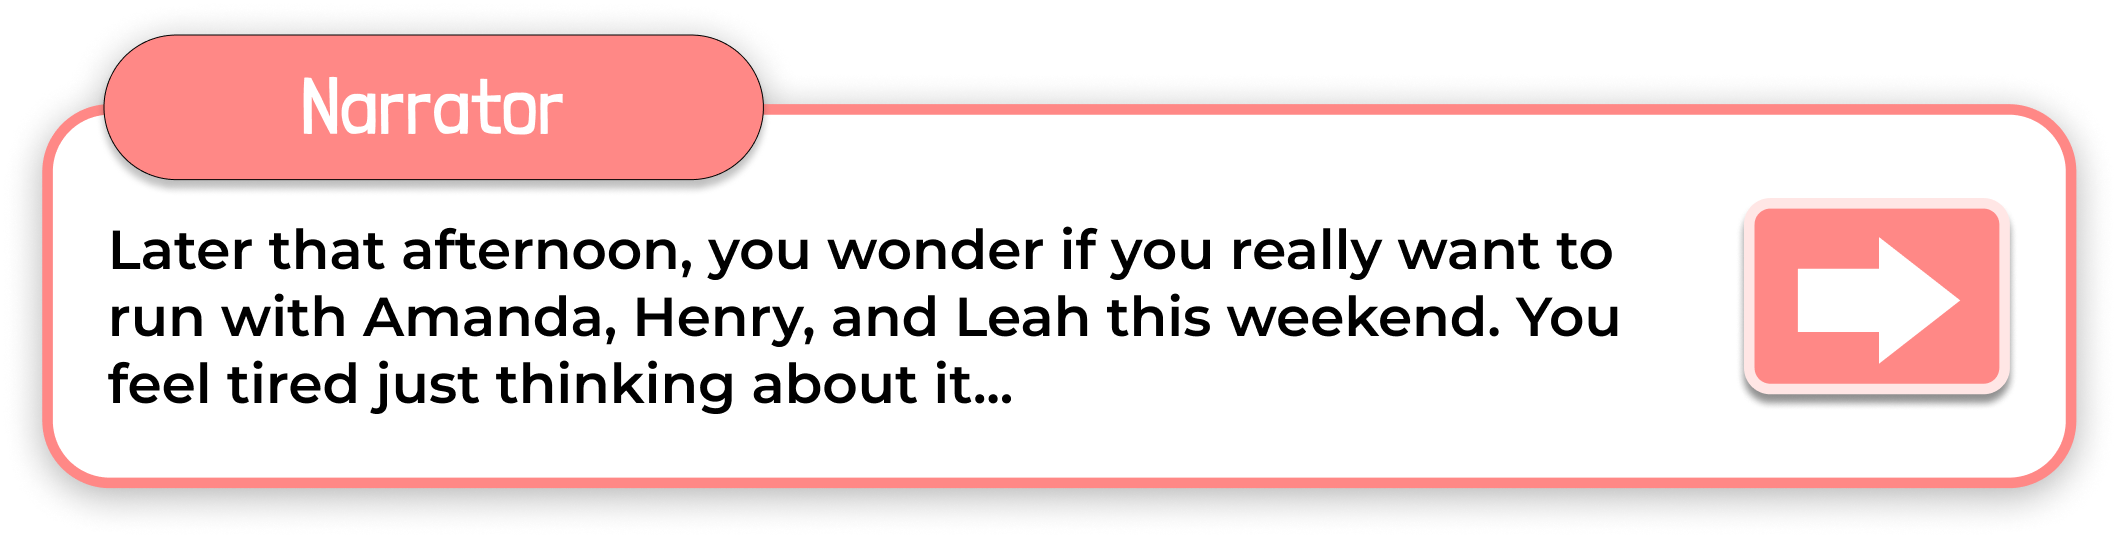 Narrator
Later that afternoon, you wonder if you really want to
run with Amanda, Henry, and Leah this weekend. You
feel tired just thinking about it...